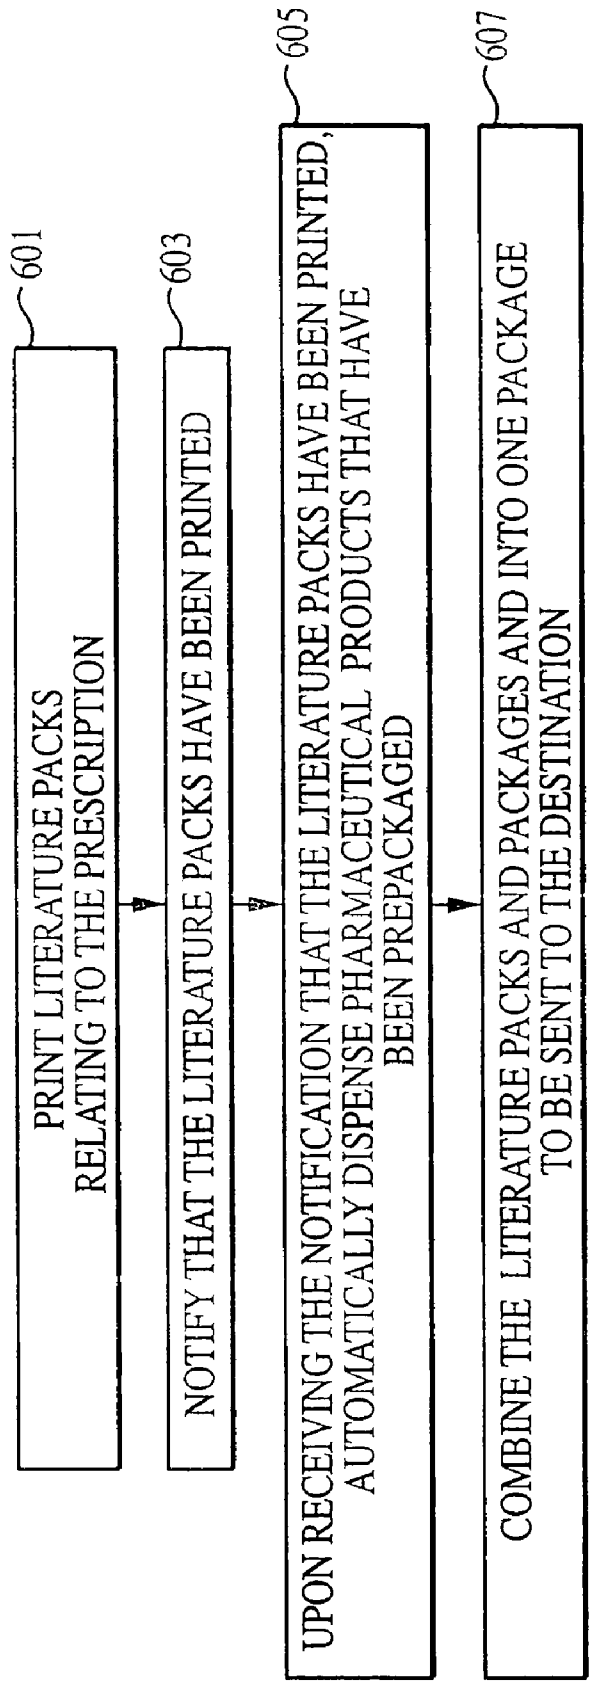 601
PRINT LITERATURE PACKS
RELATING TO THE PRESCRIPTION
603
NOTIFY THAT THE LITERATURE PACKS HAVE BEEN PRINTED
605
UPON RECEIVING THE NOTIFICATION THAT THE LITERATURE PACKS HAVE BEEN PRINTED,
AUTOMATICALLY DISPENSE PHARMACEUTICAL PRODUCTS THAT HAVE
BEEN PREPACKAGED
607
COMBINE THE LITERATURE PACKS AND PACKAGES AND INTO ONE PACKAGE
TO BE SENT TO THE DESTINATION